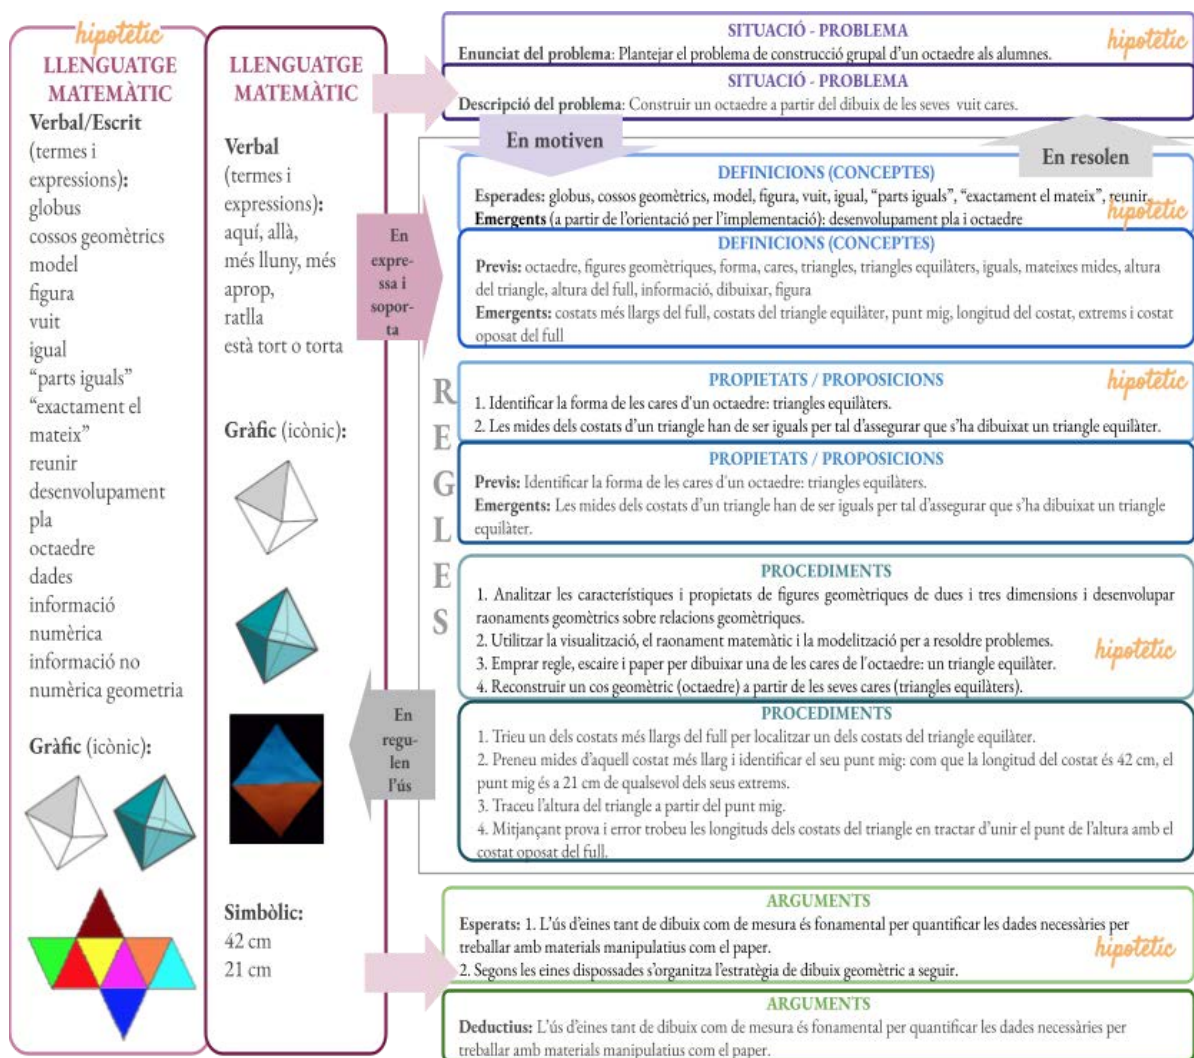 hipotètic
LLENGUATGE
MATEMÀTIC
Verbal/Escrit
(termes i
expressions):
globus
cossos geomètrics
model
figura
vuit
igual
“parts iguals”
“exactament el
mateix”
reunir
desenvolupament
pla
octaedre
dades
informació
numèrica
informació no
numèrica geometria
Gràfic (icònic):
LLENGUATGE
MATEMÀTIC
Verbal
(termes i
expressions):
aquí, allà,
més lluny, més
aprop,
ratlla
està tort o torta
Gràfic (icònic):
Simbòlic:
42 cm
21 cm
SITUACIÓ - PROBLEMA
hipotètic
Enunciat del problema: Plantejar el problema de construcció grupal d’un octaedre als alumnes.
SITUACIÓ - PROBLEMA
Descripció del problema: Construir un octaedre a partir del dibuix de les seves vuit cares.
En motiven
En resolen
En
expre-
ssa i
sopor-
ta
En
regu-
len
l’ús
REGLES
DEFINICIONS (CONCEPTES)
Esperades: globus, cossos geomètrics, model, figura, vuit, igual, “parts iguals”, “exactament el mateix”, reunir
Emergents (a partir de l’orientació per l’implementació): desenvolupament pla i octaedre
hipotètic
DEFINICIONS (CONCEPTES)
Previs: octaedre, figures geomètriques, forma, cares, triangles, triangles equilàters, iguals, mateixes mides, altura
del triangle, altura del full, informació, dibuixar, figura
Emergents: costats més llargs del full, costats del triangle equilàter, punt mig, longitud del costat, extrems i costat
oposat del full
PROPIETATS / PROPOSICIONS
hipotètic
1. Identificar la forma de les cares d'un octaedre: triangles equilàters.
2. Les mides dels costats d’un triangle han de ser iguals per tal d’assegurar que s’ha dibuixat un triangle equilàter.
PROPIETATS / PROPOSICIONS
Previs: Identificar la forma de les cares d'un octaedre: triangles equilàters.
Emergents: Les mides dels costats d’un triangle han de ser iguals per tal d’assegurar que s’ha dibuixat un triangle
equilàter.
PROCEDIMENTS
1. Analitzar les característiques i propietats de figures geomètriques de dues i tres dimensions i desenvolupar
raonaments geomètrics sobre relacions geomètriques.
2. Utilitzar la visualització, el raonament matemàtic i la modelització per a resoldre problemes.
3. Emprar regle, escaire i paper per dibuixar una de les cares de l'octaedre: un triangle equilàter.
4. Reconstruir un cos geomètric (octaedre) a partir de les seves cares (triangles equilàters).
hipotètic
PROCEDIMENTS
1. Trieu un dels costats més llargs del full per localitzar un dels costats del triangle equilàter.
2. Preneu mides d’aquell costat més llarg i identificar el seu punt mig: com que la longitud del costat és 42 cm, el
punt mig és a 21 cm de qualsevol dels seus extrems.
3. Traceu l’altura del triangle a partir del punt mig.
4. Mitjançant prova i error trobeu les longituds dels costats del triangle en tractar d’unir el punt de l’altura amb el
costat oposat del full.
ARGUMENTS
Esperats: 1. L’ús d’eines tant de dibuix com de mesura és fonamental per quantificar les dades necessàries per
treballar amb materials manipulatius com el paper.
2. Segons les eines dispossades s’organitza l’estratègia de dibuix geomètric a seguir.
hipotètic
ARGUMENTS
Deductius: L’ús d’eines tant de dibuix com de mesura és fonamental per quantificar les dades necessàries per
treballar amb materials manipulatius com el paper.